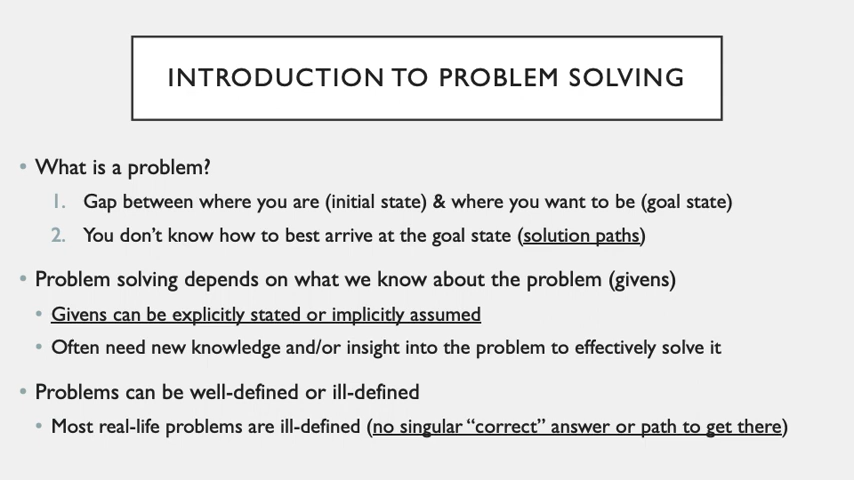 INTRODUCTION TO PROBLEM SOLVING
• What is a problem?
1. Gap between where you are (initial state) & where you want to be (goal state)
2. You don't know how to best arrive at the goal state (solution paths)
• Problem solving depends on what we know about the problem (givens)
• Givens can be explicitly stated or implicitly assumed
• Often need new knowledge and/or insight into the problem to effectively solve it
• Problems can be well-defined or ill-defined
• Most real-life problems are ill-defined (no singular “correct” answer or path to get there)